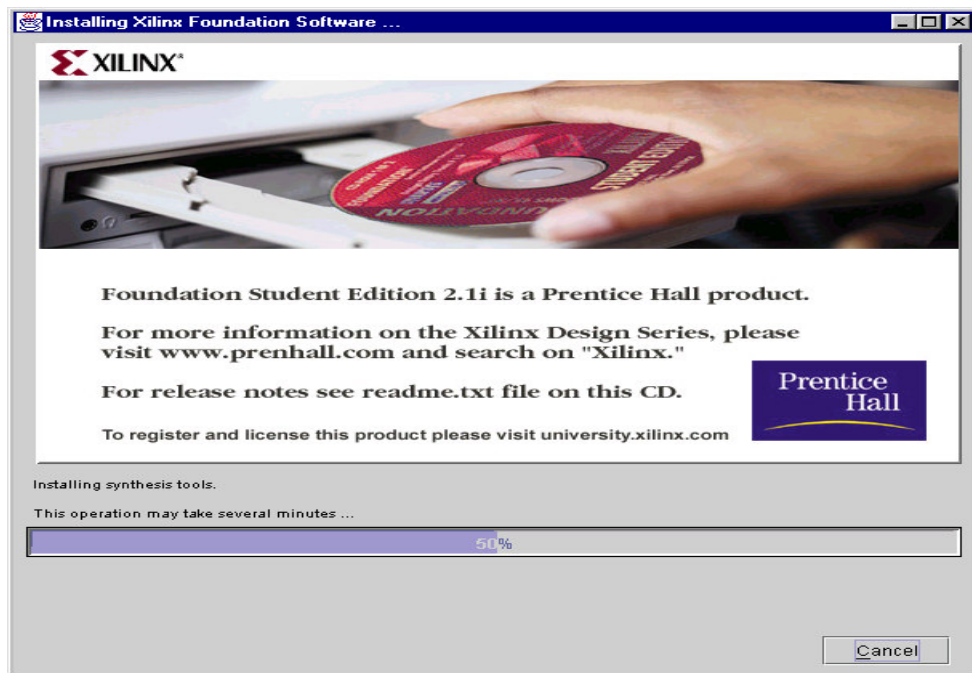 Installing Xilinx Foundation Software ...
XILINX®
STUDENT EDITION
FOUNDATION
Foundation Student Edition 2.1i is a Prentice Hall product.
For more information on the Xilinx Design Series, please
visit www.prenhall.com and search on "Xilinx."
For release notes see readme.txt file on this CD.
Prentice
Hall
To register and license this product please visit university.xilinx.com
Installing synthesis tools.
This operation may take several minutes ...
50%
Cancel